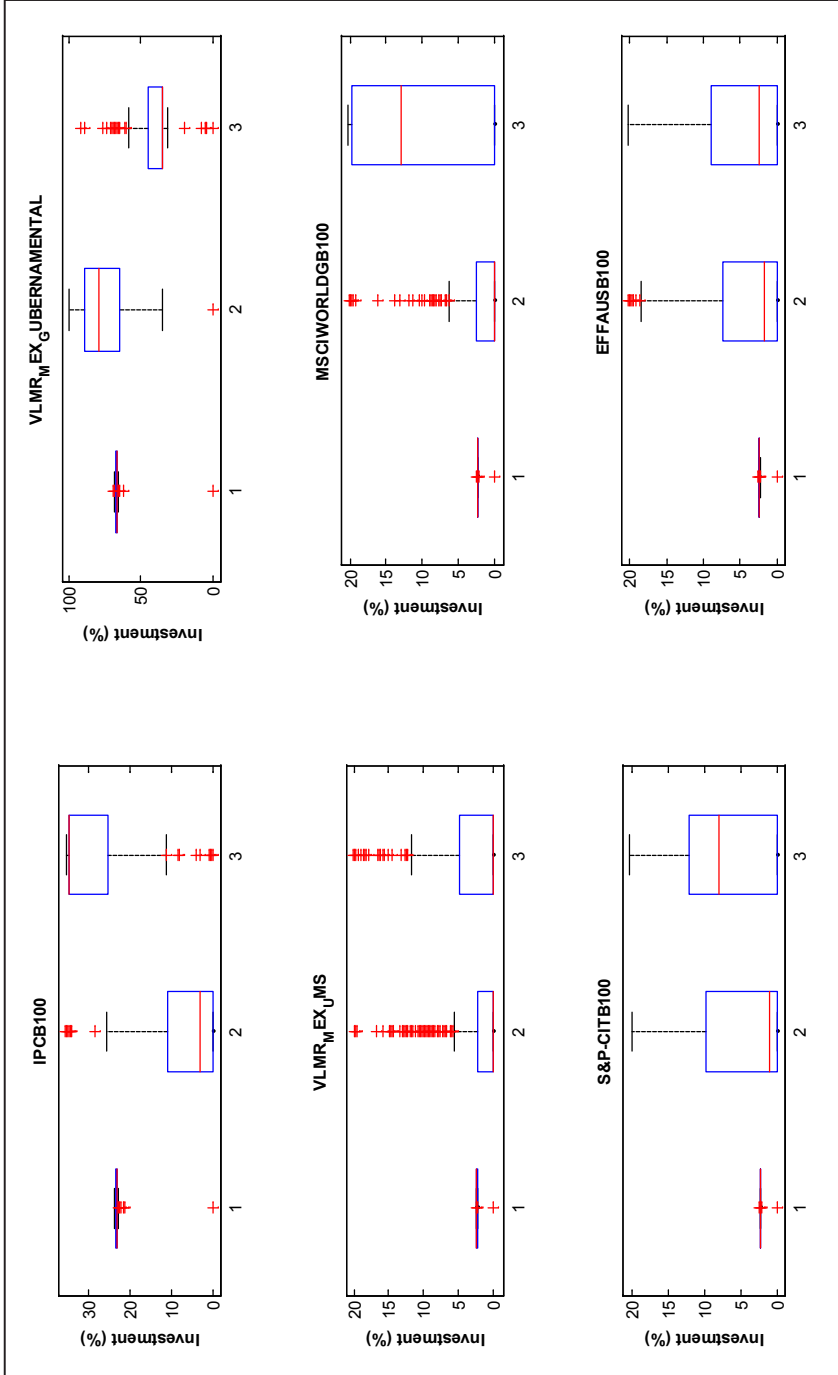 IPCB100
Investment (%)
30
20
10
0
1 2 3
VLMR_M EX_G UBERNAMENTAL
Investment (%)
100
50
0
1 2 3
VLMR_M EX_U MS
Investment (%)
20
15
10
5
0
1 2 3
MSCIWORLDGB100
Investment (%)
20
15
10
5
0
1 2 3
S&P-CITB100
Investment (%)
20
15
10
5
0
1 2 3
EFFAUSB100
Investment (%)
20
15
10
5
0
1 2 3